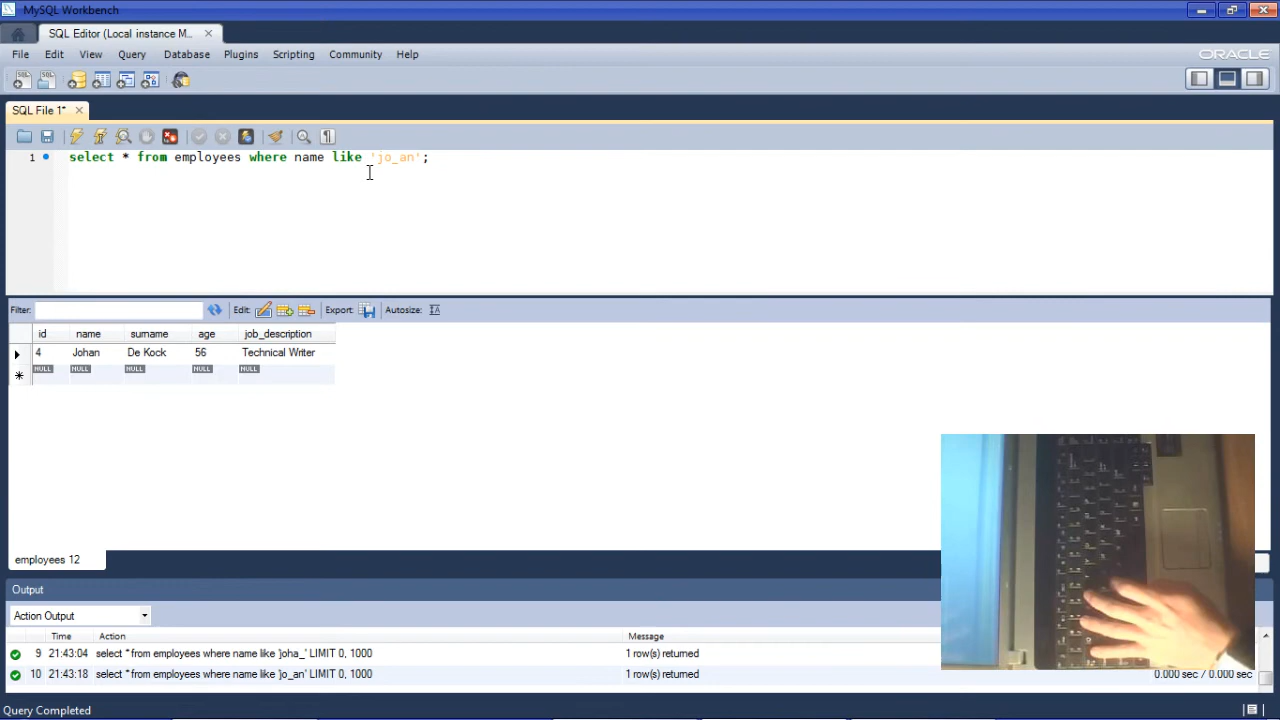 MySQL Workbench
SQL Editor (Local instance M...
File Edit View Query Database Plugins Scripting Community Help
ORACLE
SQL File 1*
1 select * from employees where name like 'jo_an';
Filter: Edit: Export: Autosize:
id name surname age job_description
4 Johan De Kock 56 Technical Writer
NULL NULL NULL NULL NULL
employees 12
Output
Action Output
Time Action Message
9 21:43:04 select * from employees where name like 'joha_' LIMIT 0, 1000 1 row(s) returned
10 21:43:18 select * from employees where name like 'jo_an' LIMIT 0, 1000 1 row(s) returned 0.000 sec / 0.000 sec
Query Completed